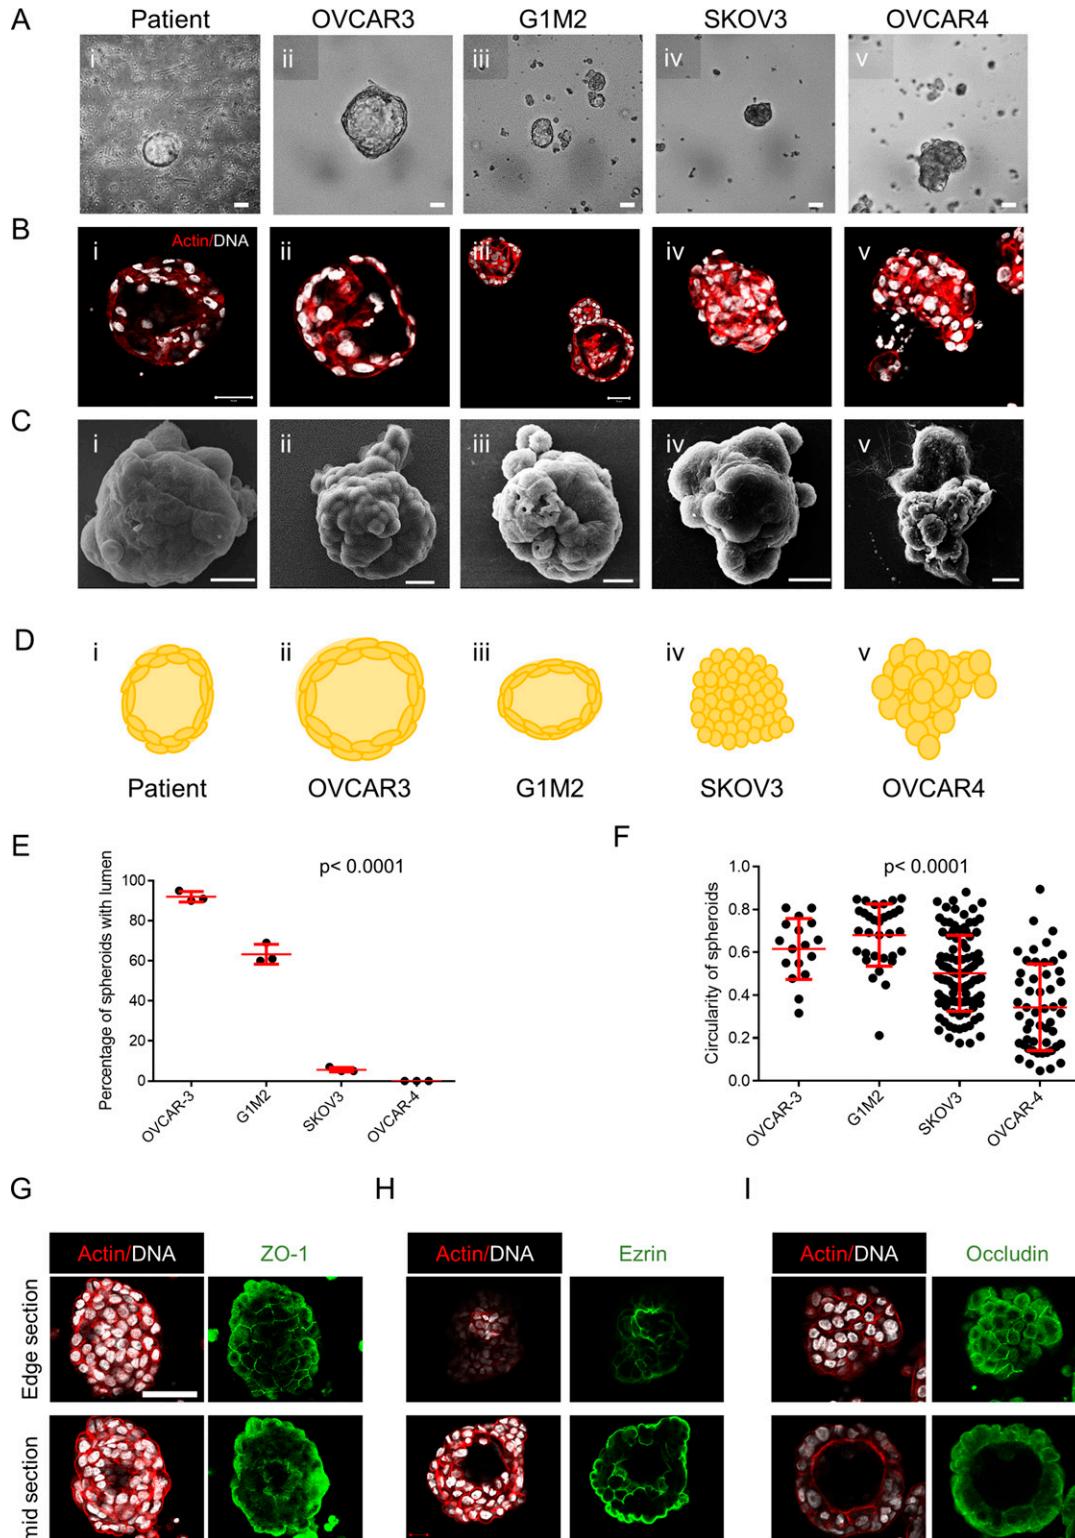 A
Patient
OVCAR3
G1M2
SKOV3
OVCAR4
i
ii
iii
iv
v
B
i
Actin/DNA
ii
iii
iv
v
C
i
ii
iii
iv
v
D
i
ii
iii
iv
v
Patient
OVCAR3
G1M2
SKOV3
OVCAR4
E
p< 0.0001
Percentage of spheroids with lumen
100
80
60
40
20
0
OVCAR-3
G1M2
SKOV3
OVCAR-4
F
p< 0.0001
Circularity of spheroids
1.0
0.8
0.6
0.4
0.2
0.0
OVCAR-3
G1M2
SKOV3
OVCAR-4
G
H
I
Actin/DNA
ZO-1
Actin/DNA
Ezrin
Actin/DNA
Occludin
Edge section
mid section